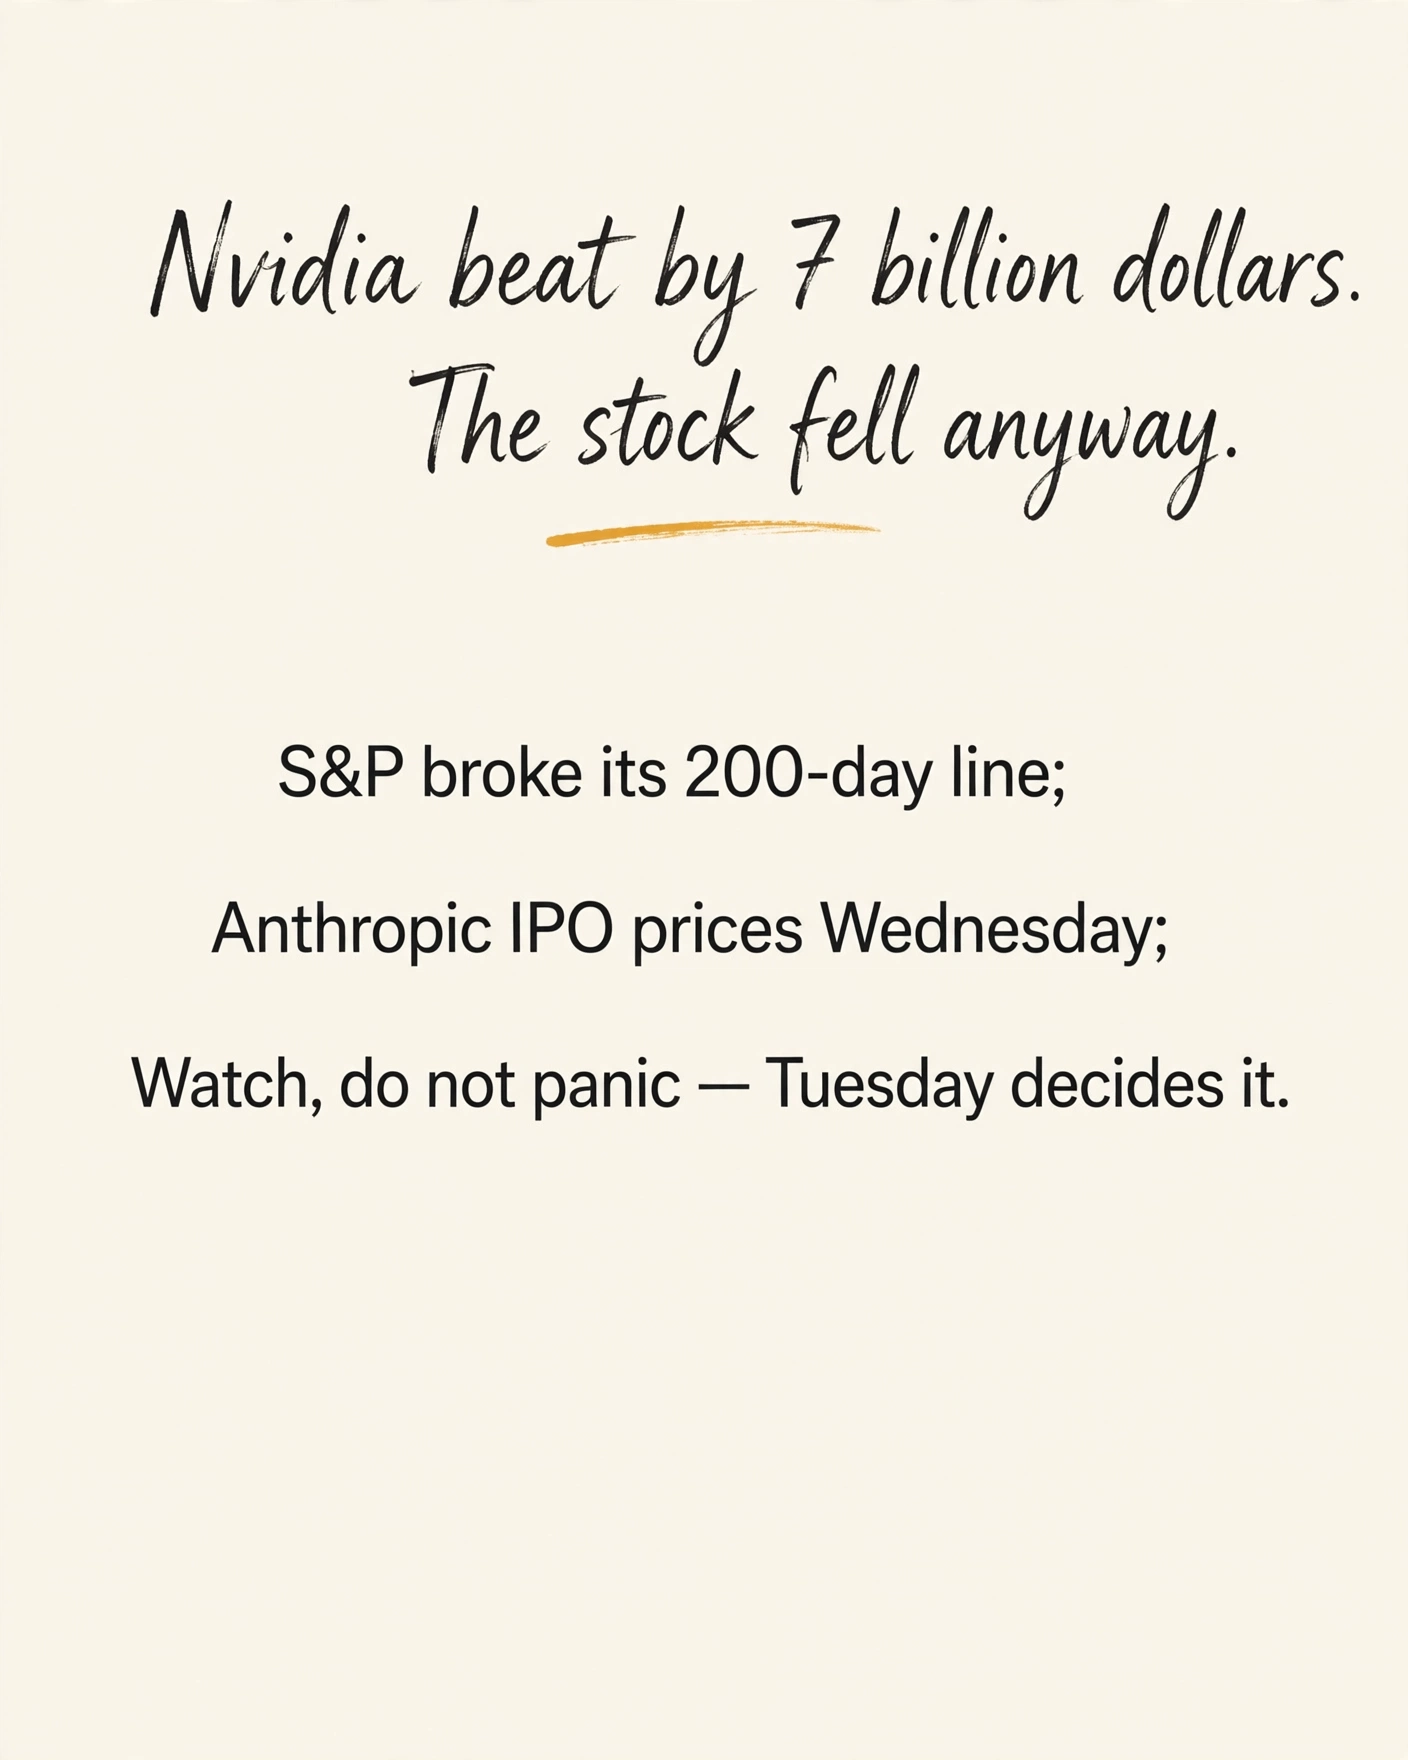 Nvidia beat by 7 billion dollars.
The stock fell anyway.
S&P broke its 200-day line;
Anthropic IPO prices Wednesday;
Watch, do not panic — Tuesday decides it.